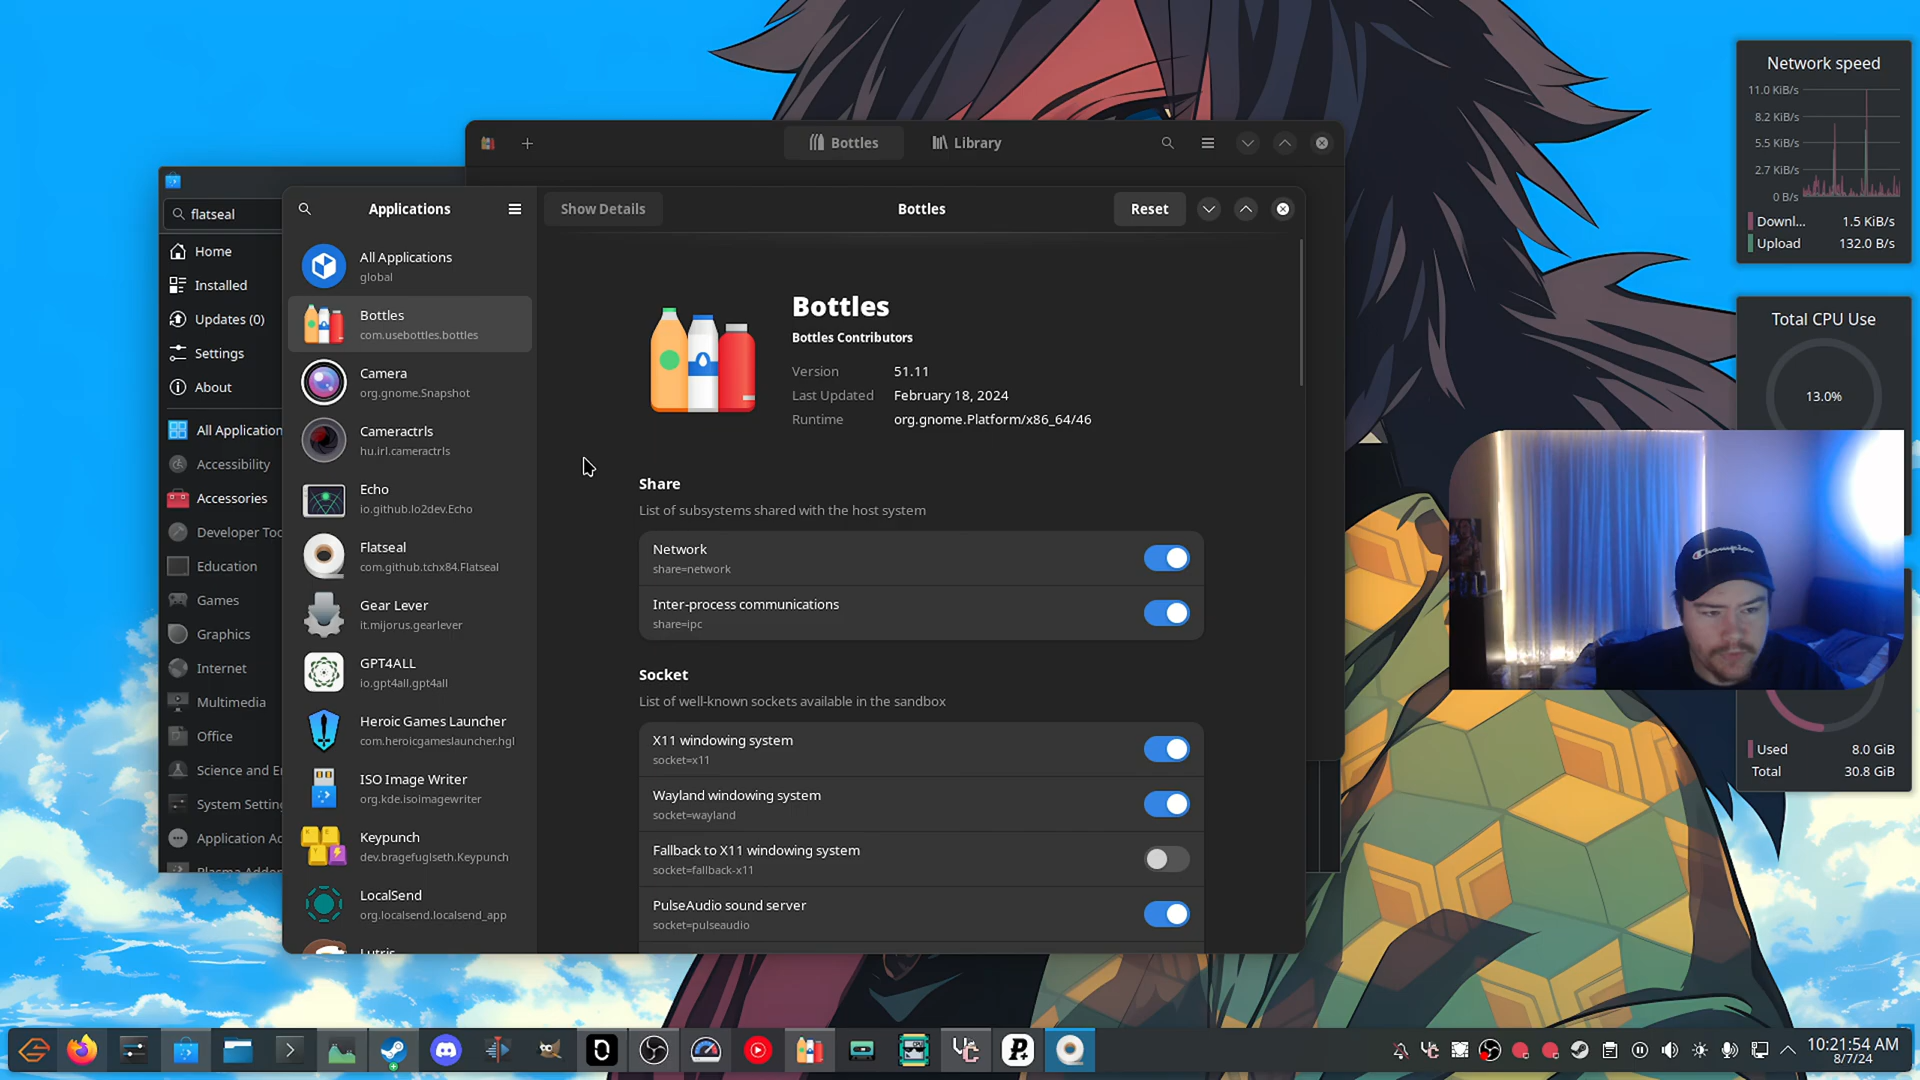 Network speed
11.0 KiB/s
8.2 KiB/s
5.5 KiB/s
2.7 KiB/s
0 B/s
Downl... 1.5 KiB/s
Upload 132.0 B/s
Total CPU Use
13.0%
Used 8.0 GiB
Total 30.8 GiB
Bottles
Library
flatseal
Home
Installed
Updates (0)
Settings
About
All Application
Accessibility
Accessories
Developer Too
Education
Games
Graphics
Internet
Multimedia
Office
Science and E
System Setting
Application Ad
Plasma Addon
Applications
All Applications
global
Bottles
com.usebottles.bottles
Camera
org.gnome.Snapshot
Cameractrls
hu.irl.cameractrls
Echo
io.github.lo2dev.Echo
Flatseal
com.github.tchx84.Flatseal
Gear Lever
it.mijorus.gearlever
GPT4ALL
io.gpt4all.gpt4all
Heroic Games Launcher
com.heroicgameslauncher.hgl
ISO Image Writer
org.kde.isoimagewriter
Keypunch
dev.bragefuglseth.Keypunch
LocalSend
org.localsend.localsend_app
Lutris
Show Details
Bottles
Reset
Bottles
Bottles Contributors
Version 51.11
Last Updated February 18, 2024
Runtime org.gnome.Platform/x86_64/46
Share
List of subsystems shared with the host system
Network
share=network
Inter-process communications
share=ipc
Socket
List of well-known sockets available in the sandbox
X11 windowing system
socket=x11
Wayland windowing system
socket=wayland
Fallback to X11 windowing system
socket=fallback-x11
PulseAudio sound server
socket=pulseaudio
Champion
10:21:54 AM
8/7/24